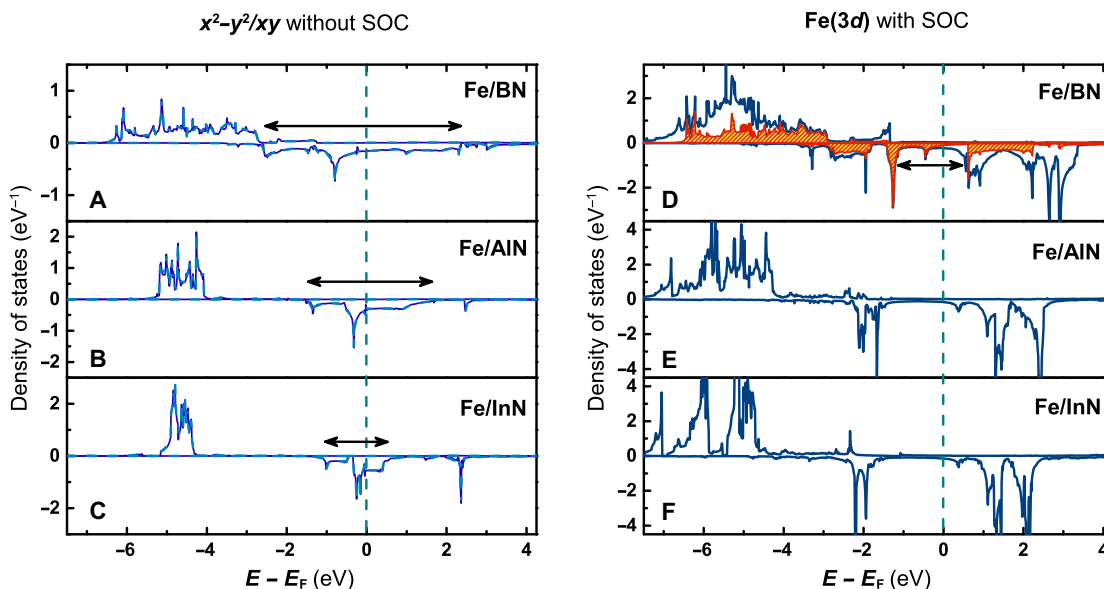 x²–y²/xy without SOC
Fe(3d) with SOC
Density of states (eV⁻¹)
1
0
−1
Fe/BN
A
2
1
0
−1
−2
Fe/AlN
B
2
0
−2
Fe/InN
C
−6 −4 −2 0 2 4
E − E_F (eV)
Density of states (eV⁻¹)
2
0
−2
Fe/BN
D
4
2
0
−2
−4
Fe/AlN
E
4
2
0
−2
−4
Fe/InN
F
−6 −4 −2 0 2 4
E − E_F (eV)